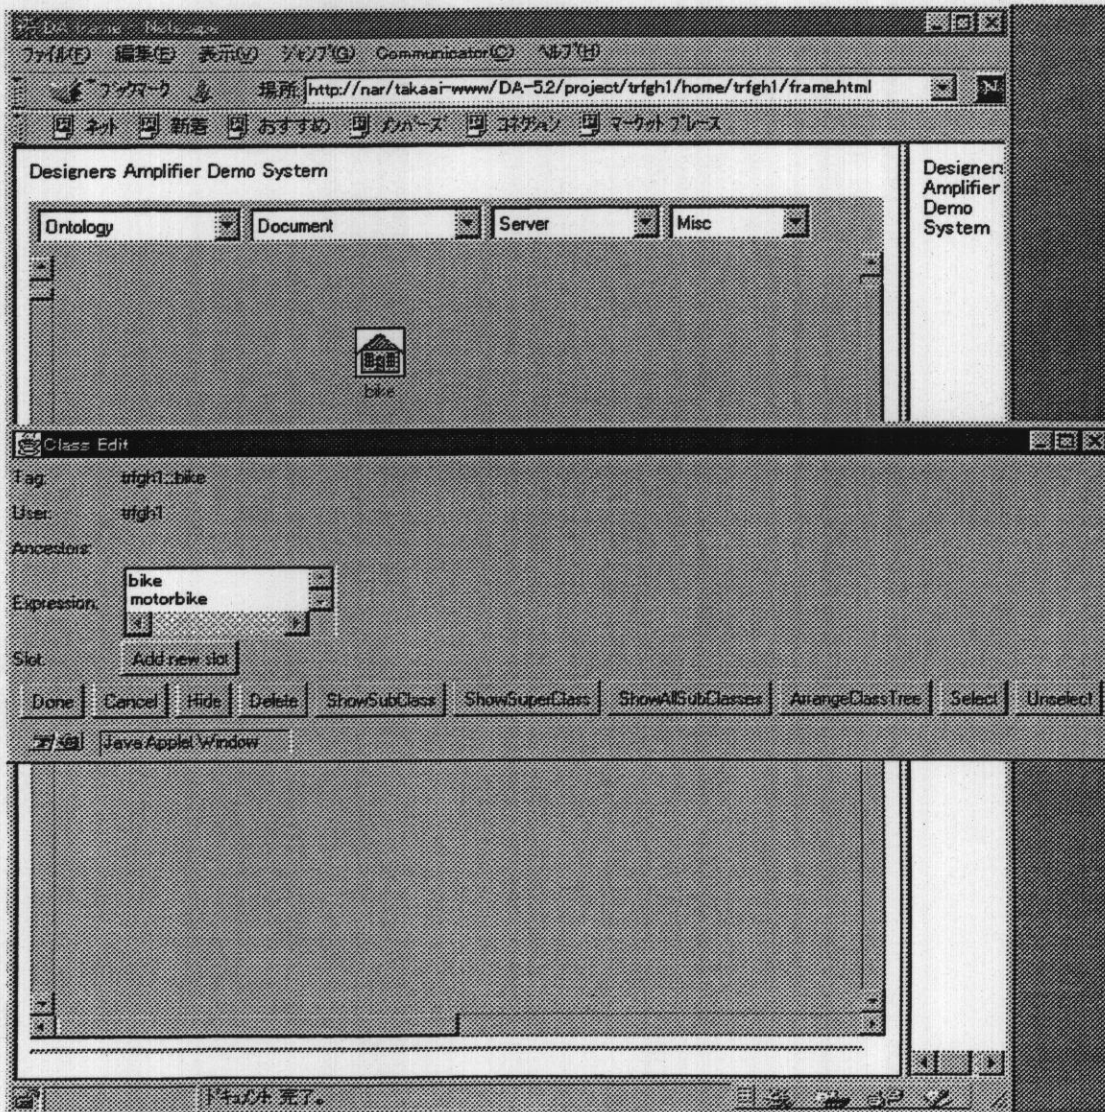 DA frame - Netscape
ファイル(F) 編集(E) 表示(V) ジャンプ(G) Communicator(C) ヘルプ(H)
ブックマーク 場所: http://nar/takaai-www/DA-5.2/project/trfgh1/home/trfgh1/frame.html N
ネット 新着 おすすめ メンバーズ コネクション マーケットプレース
Designers Amplifier Demo System
Ontology Document Server Misc
bike
Designers
Amplifier
Demo
System
Class Edit
Tag: trfgh1::bike
User: trfgh1
Ancestors:
Expression: bike
motorbike
Slot: Add new slot
Done Cancel Hide Delete ShowSubClass ShowSuperClass ShowAllSubClasses ArrangeClassTree Select Unselect
Java Applet Window
ドキュメント 完了。